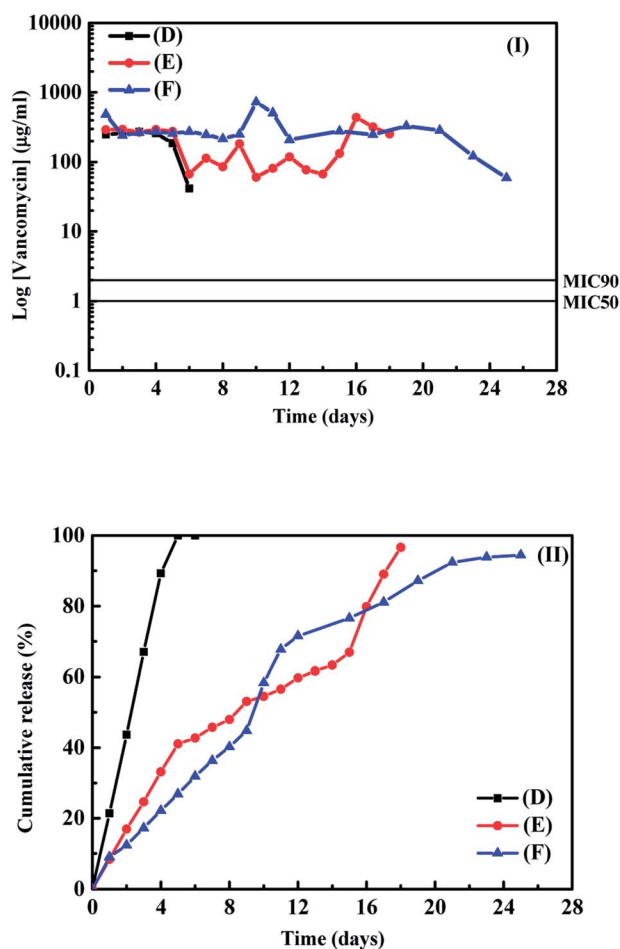 10000
(D)
(E)
(F)
(I)
1000
100
10
1
0.1
Log [Vancomycin] (µg/ml)
MIC90
MIC50
0 4 8 12 16 20 24 28
Time (days)
100
(II)
80
60
40
20
0
Cumulative release (%)
(D)
(E)
(F)
0 4 8 12 16 20 24 28
Time (days)